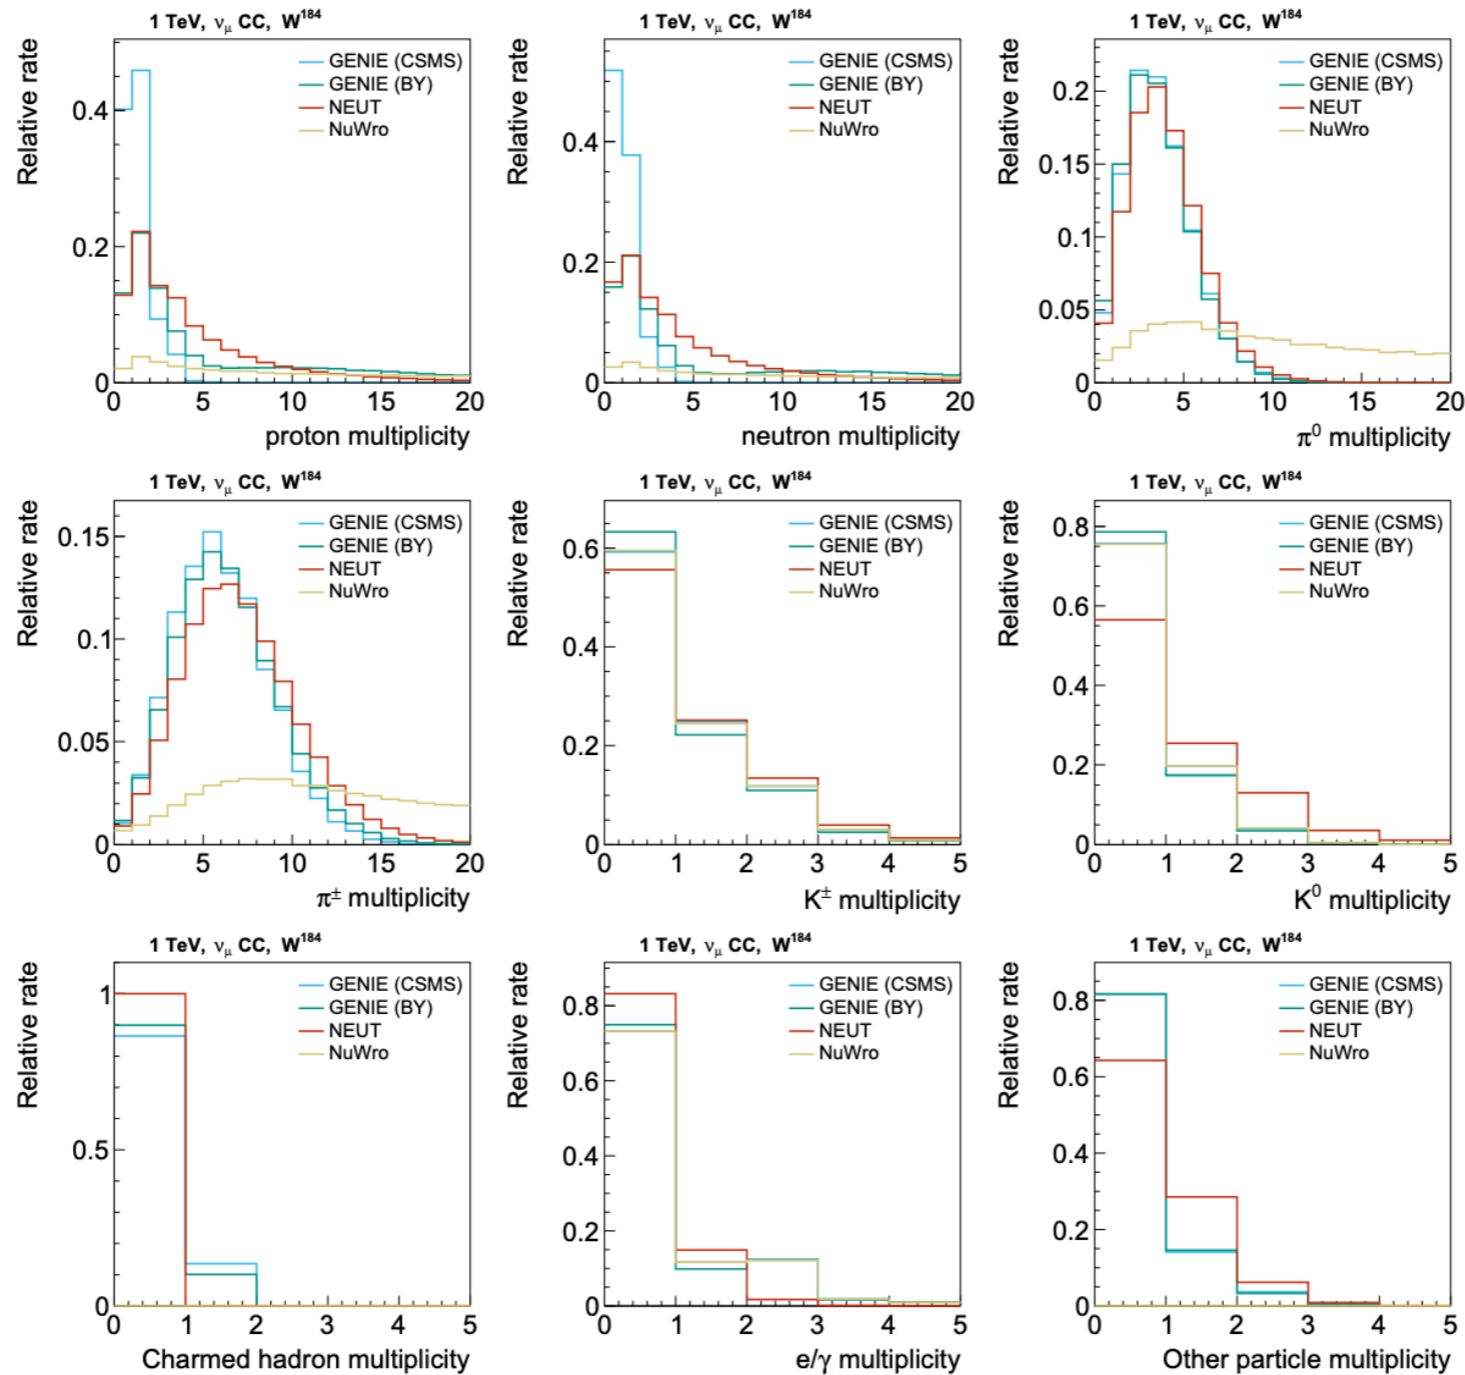 1 TeV, νμ CC, W¹⁸⁴
Relative rate
GENIE (CSMS)
GENIE (BY)
NEUT
NuWro
0.4
0.2
0
0 5 10 15 20
proton multiplicity
1 TeV, νμ CC, W¹⁸⁴
Relative rate
GENIE (CSMS)
GENIE (BY)
NEUT
NuWro
0.4
0.2
0
0 5 10 15 20
neutron multiplicity
1 TeV, νμ CC, W¹⁸⁴
Relative rate
GENIE (CSMS)
GENIE (BY)
NEUT
NuWro
0.2
0.15
0.1
0.05
0
0 5 10 15 20
π⁰ multiplicity
1 TeV, νμ CC, W¹⁸⁴
Relative rate
GENIE (CSMS)
GENIE (BY)
NEUT
NuWro
0.15
0.1
0.05
0
0 5 10 15 20
π± multiplicity
1 TeV, νμ CC, W¹⁸⁴
Relative rate
GENIE (CSMS)
GENIE (BY)
NEUT
NuWro
0.6
0.4
0.2
0
0 1 2 3 4 5
K± multiplicity
1 TeV, νμ CC, W¹⁸⁴
Relative rate
GENIE (CSMS)
GENIE (BY)
NEUT
NuWro
0.8
0.6
0.4
0.2
0
0 1 2 3 4 5
K⁰ multiplicity
1 TeV, νμ CC, W¹⁸⁴
Relative rate
GENIE (CSMS)
GENIE (BY)
NEUT
NuWro
1
0.5
0
0 1 2 3 4 5
Charmed hadron multiplicity
1 TeV, νμ CC, W¹⁸⁴
Relative rate
GENIE (CSMS)
GENIE (BY)
NEUT
NuWro
0.8
0.6
0.4
0.2
0
0 1 2 3 4 5
e/γ multiplicity
1 TeV, νμ CC, W¹⁸⁴
Relative rate
GENIE (CSMS)
GENIE (BY)
NEUT
NuWro
0.8
0.6
0.4
0.2
0
0 1 2 3 4 5
Other particle multiplicity